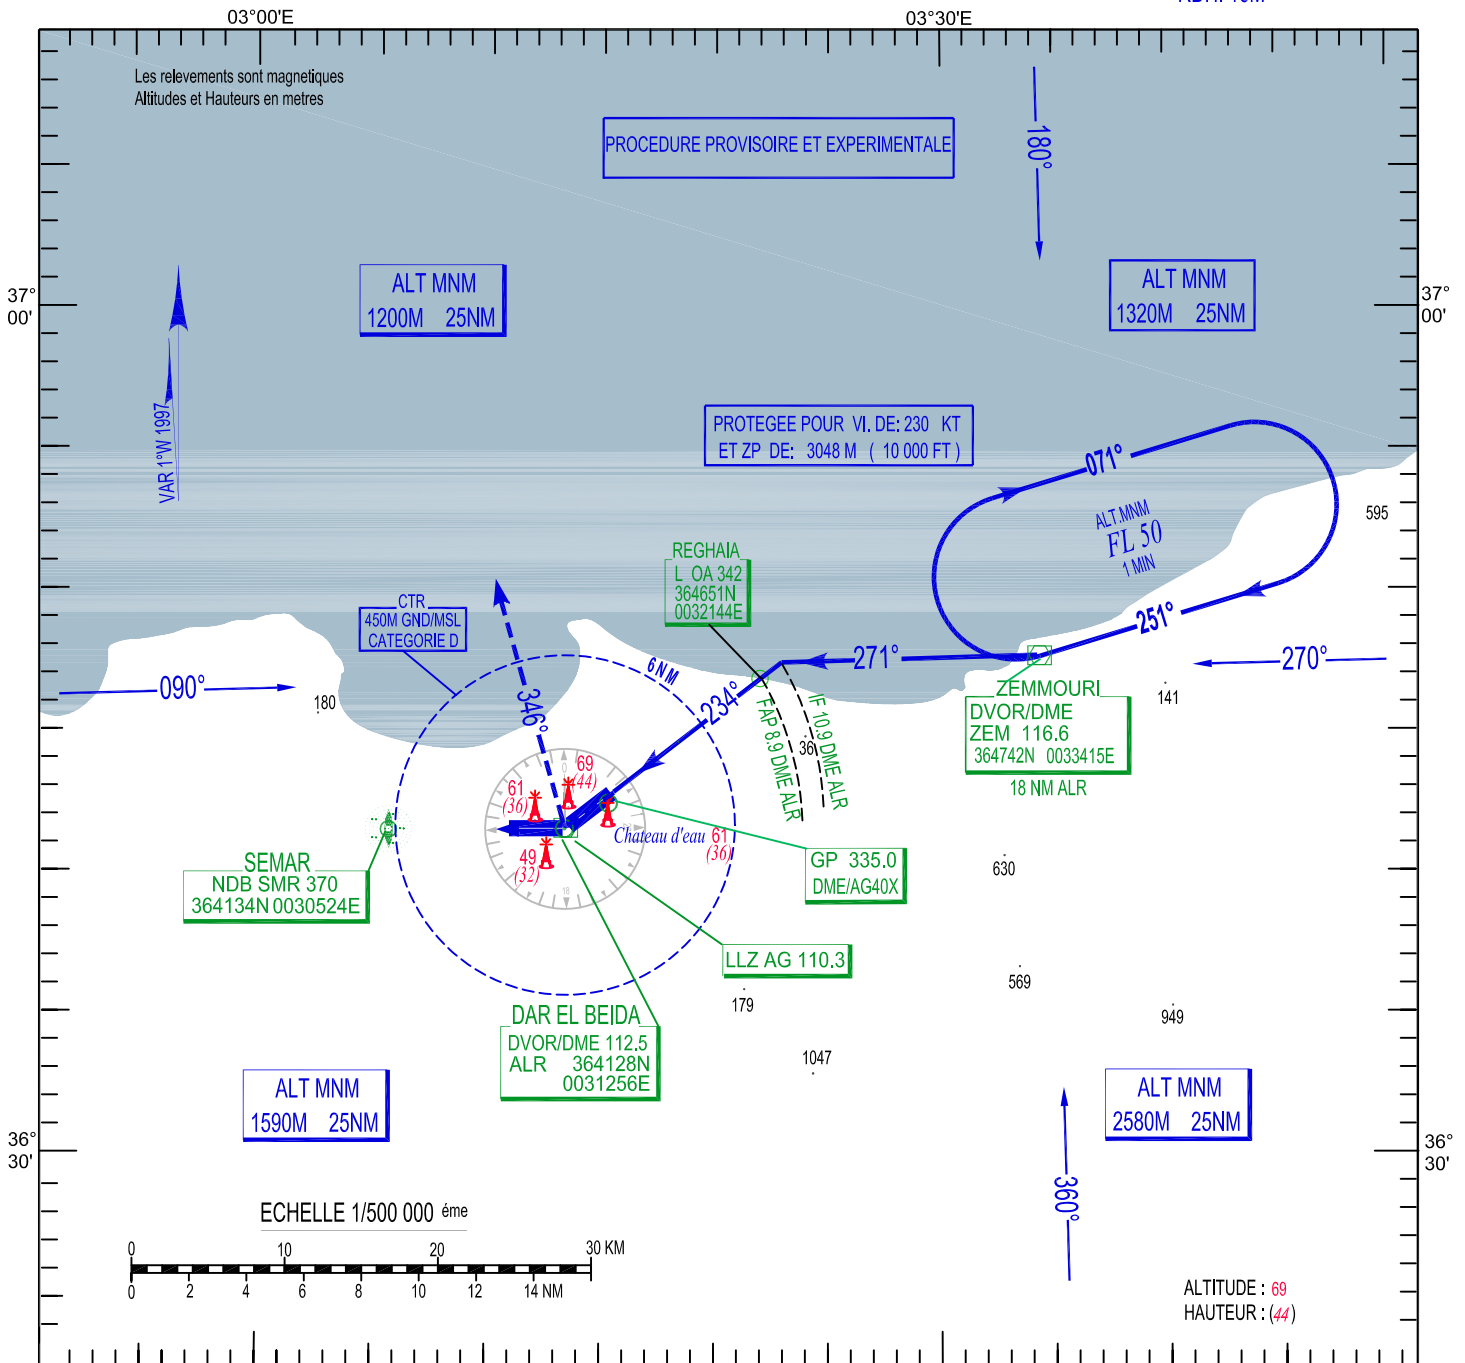 03°00'E
03°30'E
Les relevements sont magnetiques
Altitudes et Hauteurs en metres
PROCEDURE PROVISOIRE ET EXPERIMENTALE
180°
ALT MNM
1200M 25NM
ALT MNM
1320M 25NM
37°
00'
37°
00'
VAR 1°W 1997
PROTEGEE POUR VI. DE: 230 KT
ET ZP DE: 3048 M ( 10 000 FT )
071°
ALT.MNM
FL 50
1 MIN
251°
595
REGHAIA
L OA 342
364651N
0032144E
CTR
450M GND/MSL
CATEGORIE D
6 NM
271°
270°
090°
180
346°
234°
FAP 8.9 DME ALR
IF 10.9 DME ALR
36
ZEMMOURI
DVOR/DME
ZEM 116.6
364742N 0033415E
18 NM ALR
141
69
(44)
61
(36)
49
(32)
Chateau d'eau 61
(36)
0
18
SEMAR
NDB SMR 370
364134N 0030524E
GP 335.0
DME/AG40X
630
LLZ AG 110.3
179
569
949
1047
DAR EL BEIDA
DVOR/DME 112.5
ALR 364128N
0031256E
ALT MNM
1590M 25NM
ALT MNM
2580M 25NM
36°
30'
36°
30'
360°
ECHELLE 1/500 000 éme
0 10 20 30 KM
0 2 4 6 8 10 12 14 NM
ALTITUDE : 69
HAUTEUR : (44)